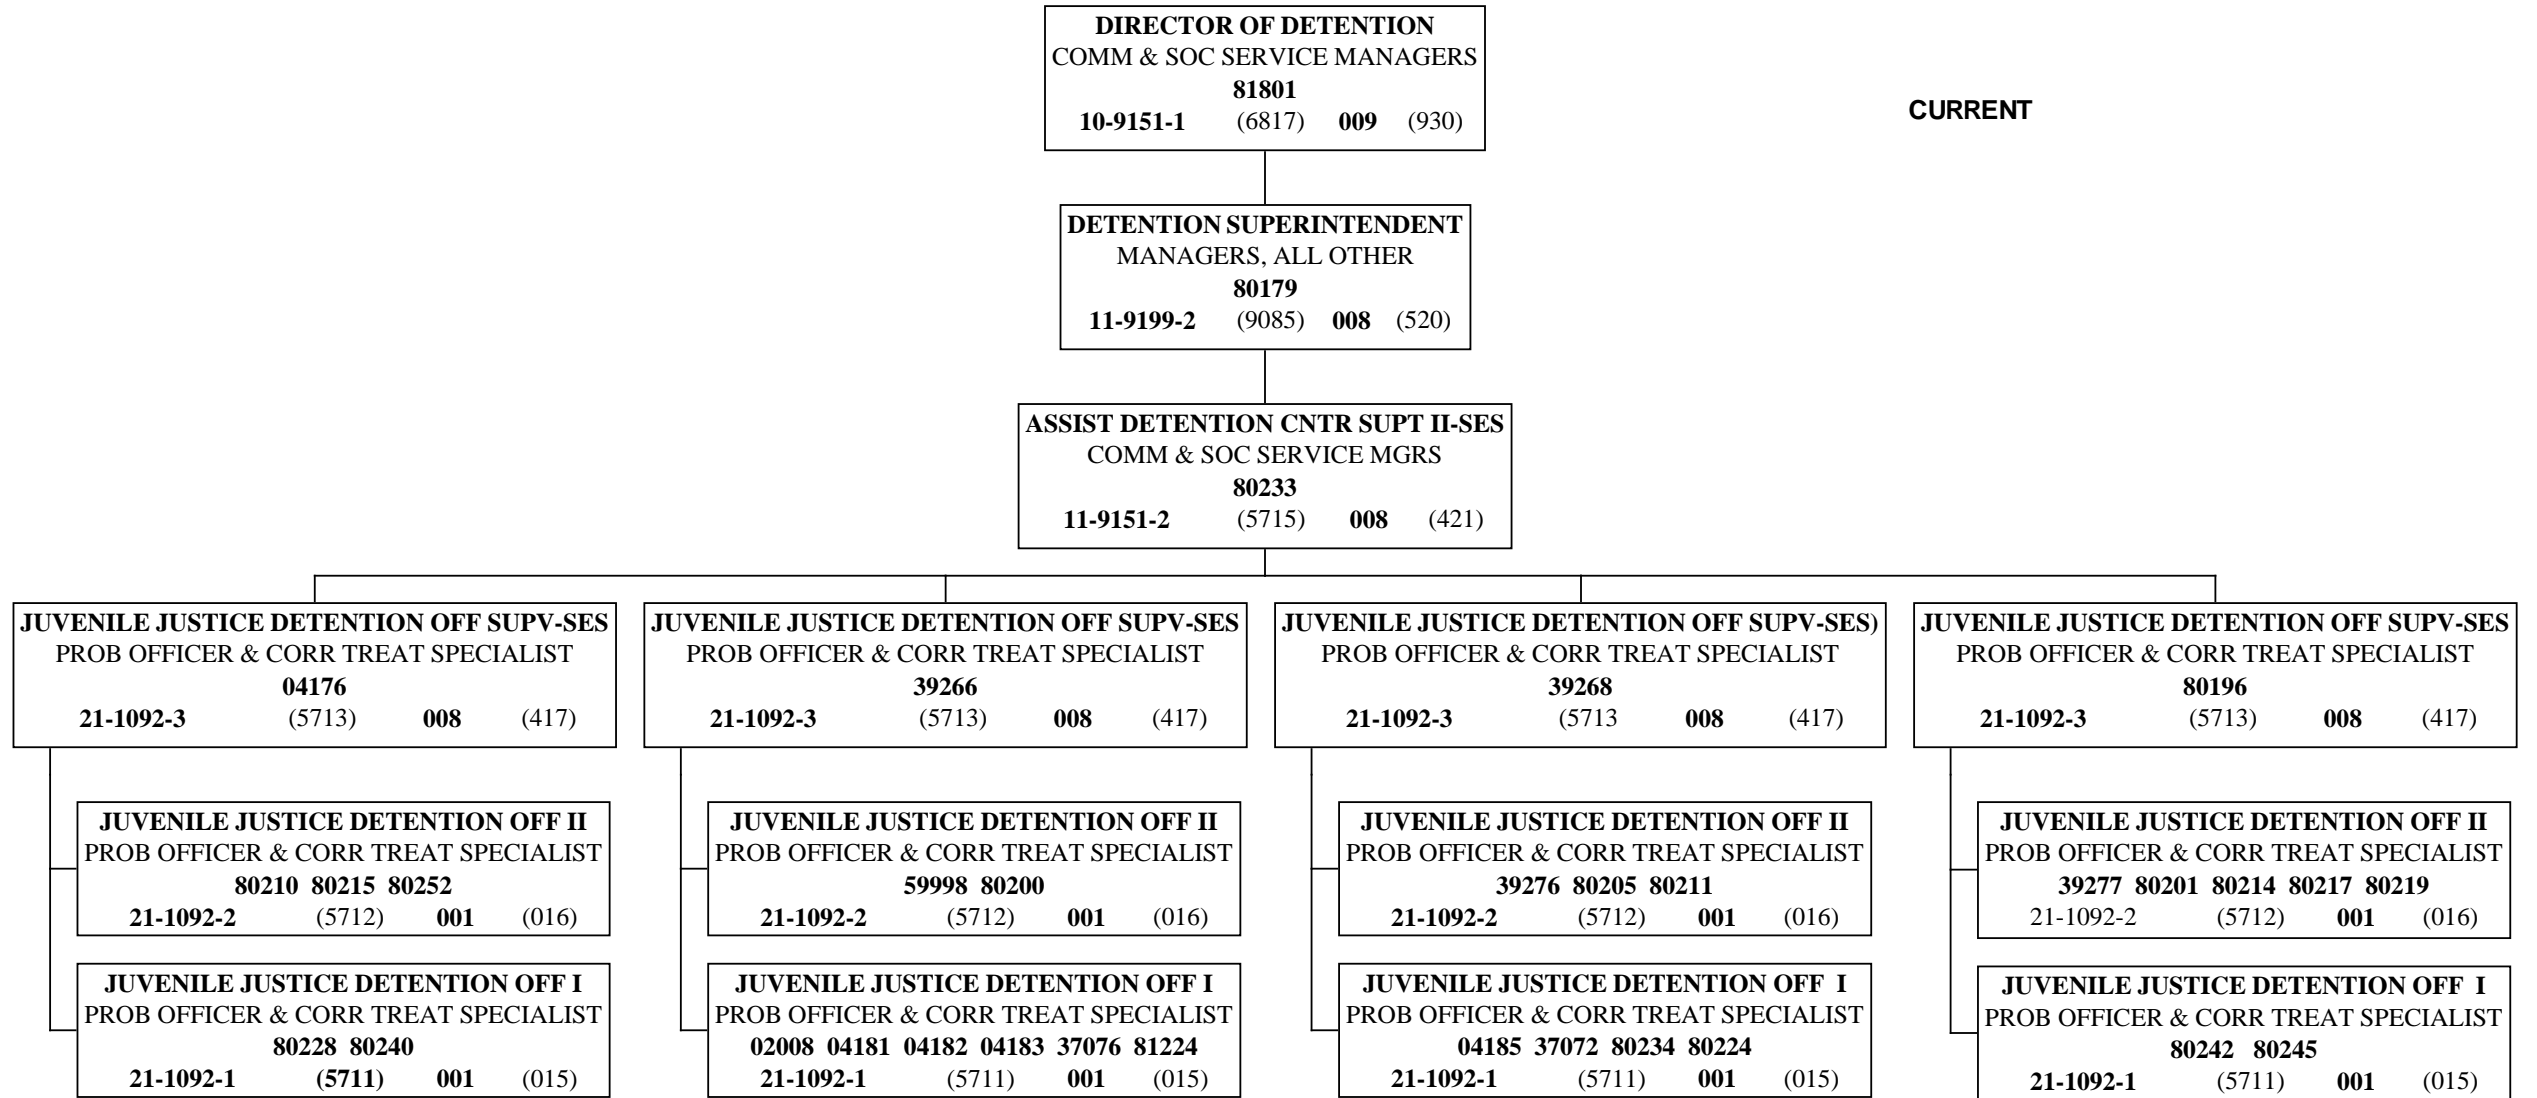 DIRECTOR OF DETENTION
COMM & SOC SERVICE MANAGERS
81801
10-9151-1 (6817) 009 (930)
CURRENT
DETENTION SUPERINTENDENT
MANAGERS, ALL OTHER
80179
11-9199-2 (9085) 008 (520)
ASSIST DETENTION CNTR SUPT II-SES
COMM & SOC SERVICE MGRS
80233
11-9151-2 (5715) 008 (421)
JUVENILE JUSTICE DETENTION OFF SUPV-SES
PROB OFFICER & CORR TREAT SPECIALIST
04176
21-1092-3 (5713) 008 (417)
JUVENILE JUSTICE DETENTION OFF II
PROB OFFICER & CORR TREAT SPECIALIST
80210 80215 80252
21-1092-2 (5712) 001 (016)
JUVENILE JUSTICE DETENTION OFF I
PROB OFFICER & CORR TREAT SPECIALIST
80228 80240
21-1092-1 (5711) 001 (015)
JUVENILE JUSTICE DETENTION OFF SUPV-SES
PROB OFFICER & CORR TREAT SPECIALIST
39266
21-1092-3 (5713) 008 (417)
JUVENILE JUSTICE DETENTION OFF II
PROB OFFICER & CORR TREAT SPECIALIST
59998 80200
21-1092-2 (5712) 001 (016)
JUVENILE JUSTICE DETENTION OFF I
PROB OFFICER & CORR TREAT SPECIALIST
02008 04181 04182 04183 37076 81224
21-1092-1 (5711) 001 (015)
JUVENILE JUSTICE DETENTION OFF SUPV-SES)
PROB OFFICER & CORR TREAT SPECIALIST
39268
21-1092-3 (5713 008 (417)
JUVENILE JUSTICE DETENTION OFF II
PROB OFFICER & CORR TREAT SPECIALIST
39276 80205 80211
21-1092-2 (5712) 001 (016)
JUVENILE JUSTICE DETENTION OFF I
PROB OFFICER & CORR TREAT SPECIALIST
04185 37072 80234 80224
21-1092-1 (5711) 001 (015)
JUVENILE JUSTICE DETENTION OFF SUPV-SES
PROB OFFICER & CORR TREAT SPECIALIST
80196
21-1092-3 (5713) 008 (417)
JUVENILE JUSTICE DETENTION OFF II
PROB OFFICER & CORR TREAT SPECIALIST
39277 80201 80214 80217 80219
21-1092-2 (5712) 001 (016)
JUVENILE JUSTICE DETENTION OFF I
PROB OFFICER & CORR TREAT SPECIALIST
80242 80245
21-1092-1 (5711) 001 (015)